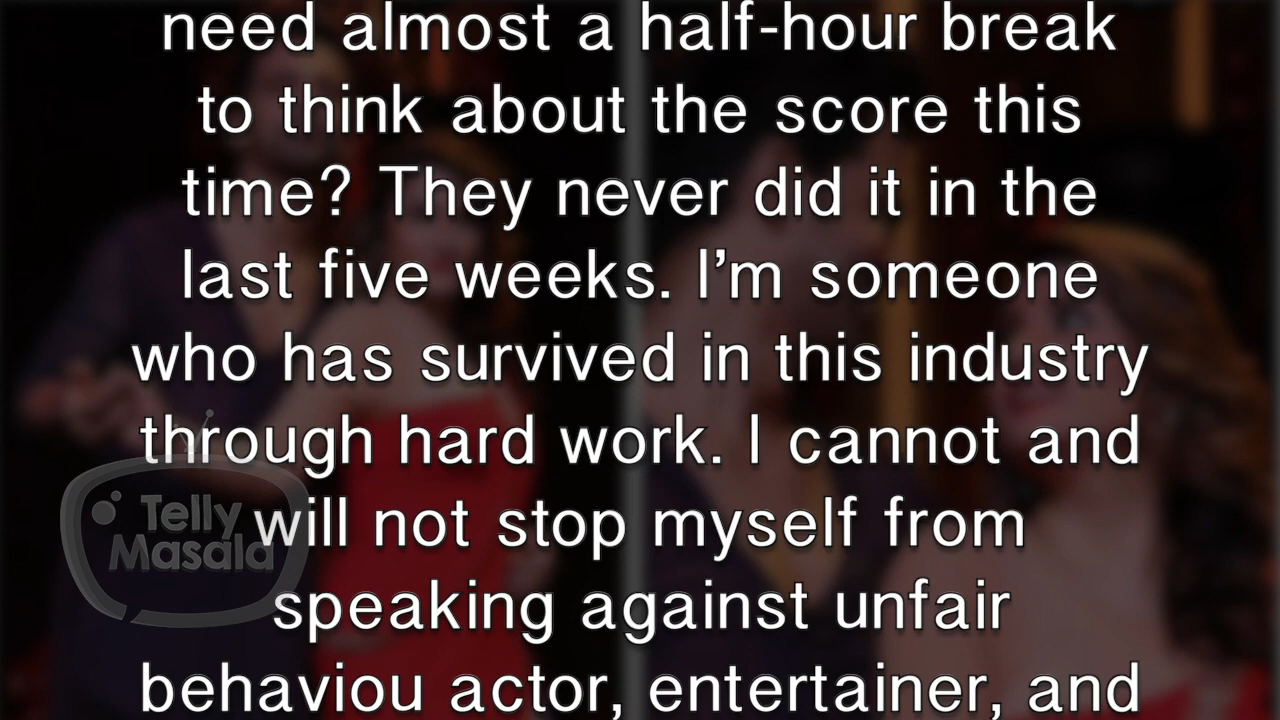 need almost a half-hour break
to think about the score this
time? They never did it in the
last five weeks. I’m someone
who has survived in this industry
through hard work. I cannot and
will not stop myself from
speaking against unfair
behaviou actor, entertainer, and
Telly
Masala